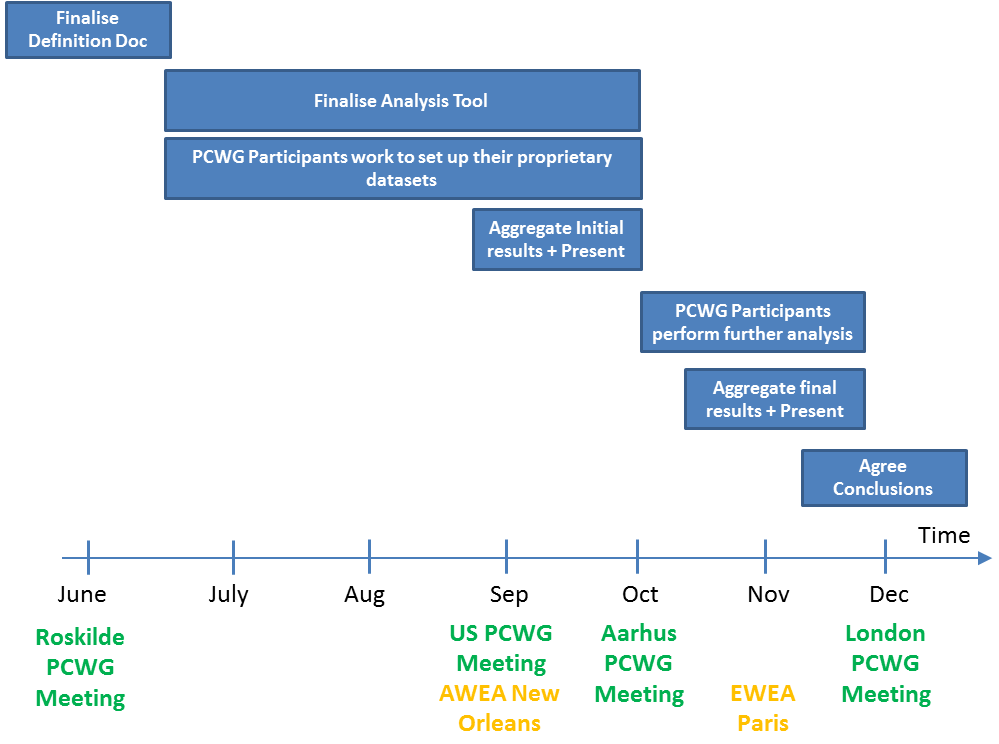 Finalise
Definition Doc
Finalise Analysis Tool
PCWG Participants work to set up their proprietary
datasets
Aggregate Initial
results + Present
PCWG Participants
perform further analysis
Aggregate final
results + Present
Agree
Conclusions
Time
June
July
Aug
Sep
Oct
Nov
Dec
Roskilde
PCWG
Meeting
US PCWG
Meeting
AWEA New
Orleans
Aarhus
PCWG
Meeting
EWEA
Paris
London
PCWG
Meeting